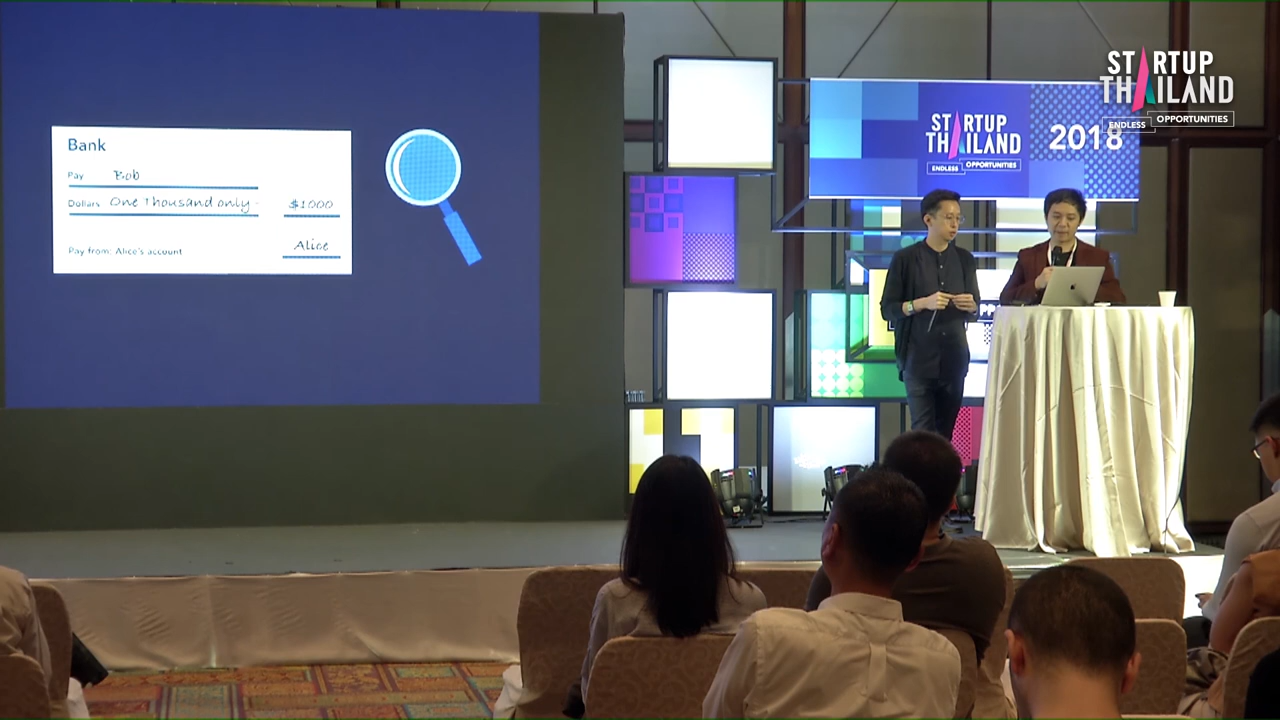 Bank
Pay Bob
Dollars One Thousand only - $1000
Alice
Pay from: Alice's account
STARTUP
THAILAND
ENDLESS OPPORTUNITIES
2018
STARTUP
THAILAND
ENDLESS OPPORTUNITIES